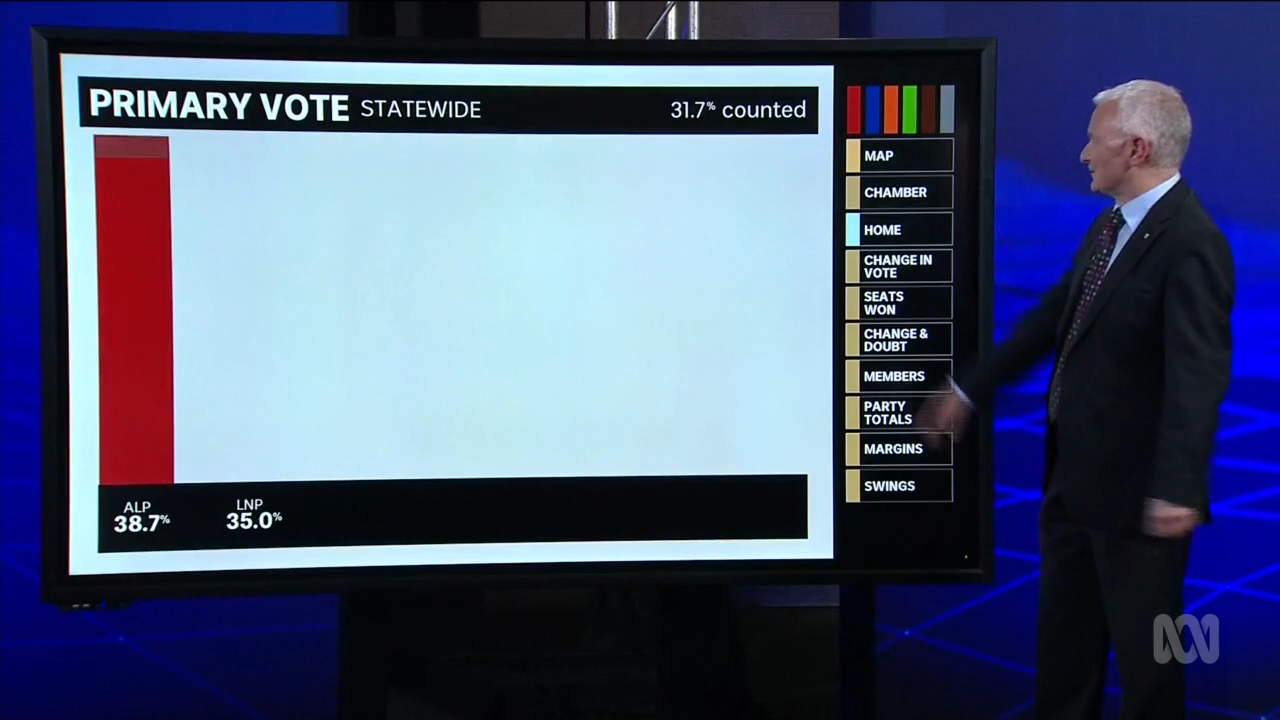 PRIMARY VOTE STATEWIDE 31.7% counted
ALP
38.7%
LNP
35.0%
MAP
CHAMBER
HOME
CHANGE IN
VOTE
SEATS
WON
CHANGE &
DOUBT
MEMBERS
PARTY
TOTALS
MARGINS
SWINGS